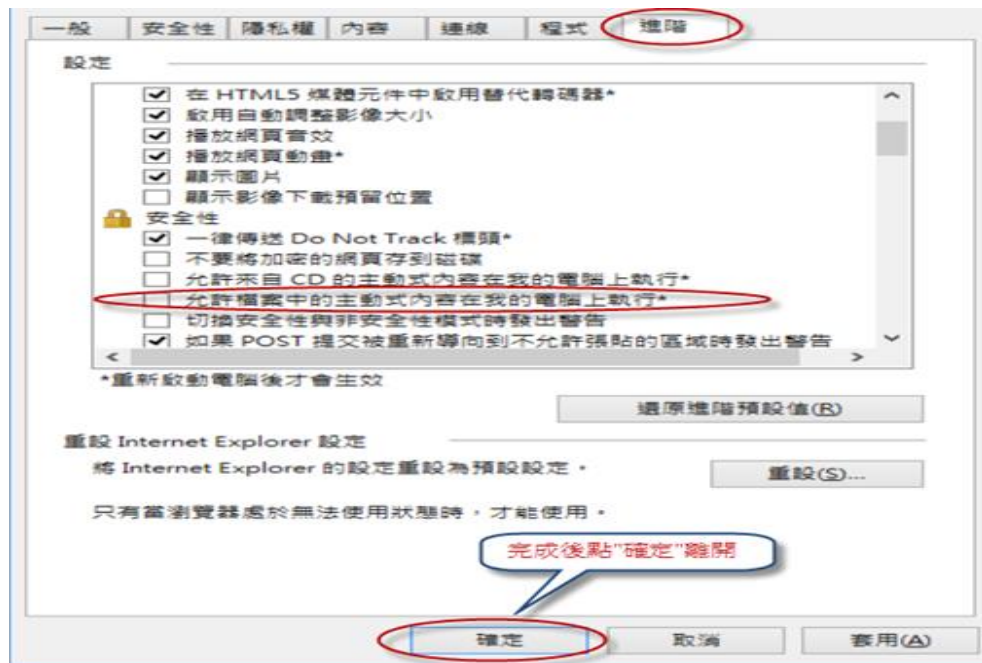 一般 安全性 隱私權 內容 連線 程式 進階
設定
在 HTML5 媒體元件中啟用替代轉碼器*
啟用自動調整影像大小
播放網頁音效
播放網頁動畫*
顯示圖片
顯示影像下載預留位置
安全性
一律傳送 Do Not Track 標頭*
不要將加密的網頁存到磁碟
允許來自 CD 的主動式內容在我的電腦上執行*
允許檔案中的主動式內容在我的電腦上執行*
切換安全性與非安全性模式時發出警告
如果 POST 提交被重新導向到不允許張貼的區域時發出警告
*重新啟動電腦後才會生效
還原進階預設值(R)
重設 Internet Explorer 設定
將 Internet Explorer 的設定重設為預設設定。
重設(S)...
只有當瀏覽器處於無法使用狀態時，才能使用。
完成後點"確定"離開
確定 取消 套用(A)